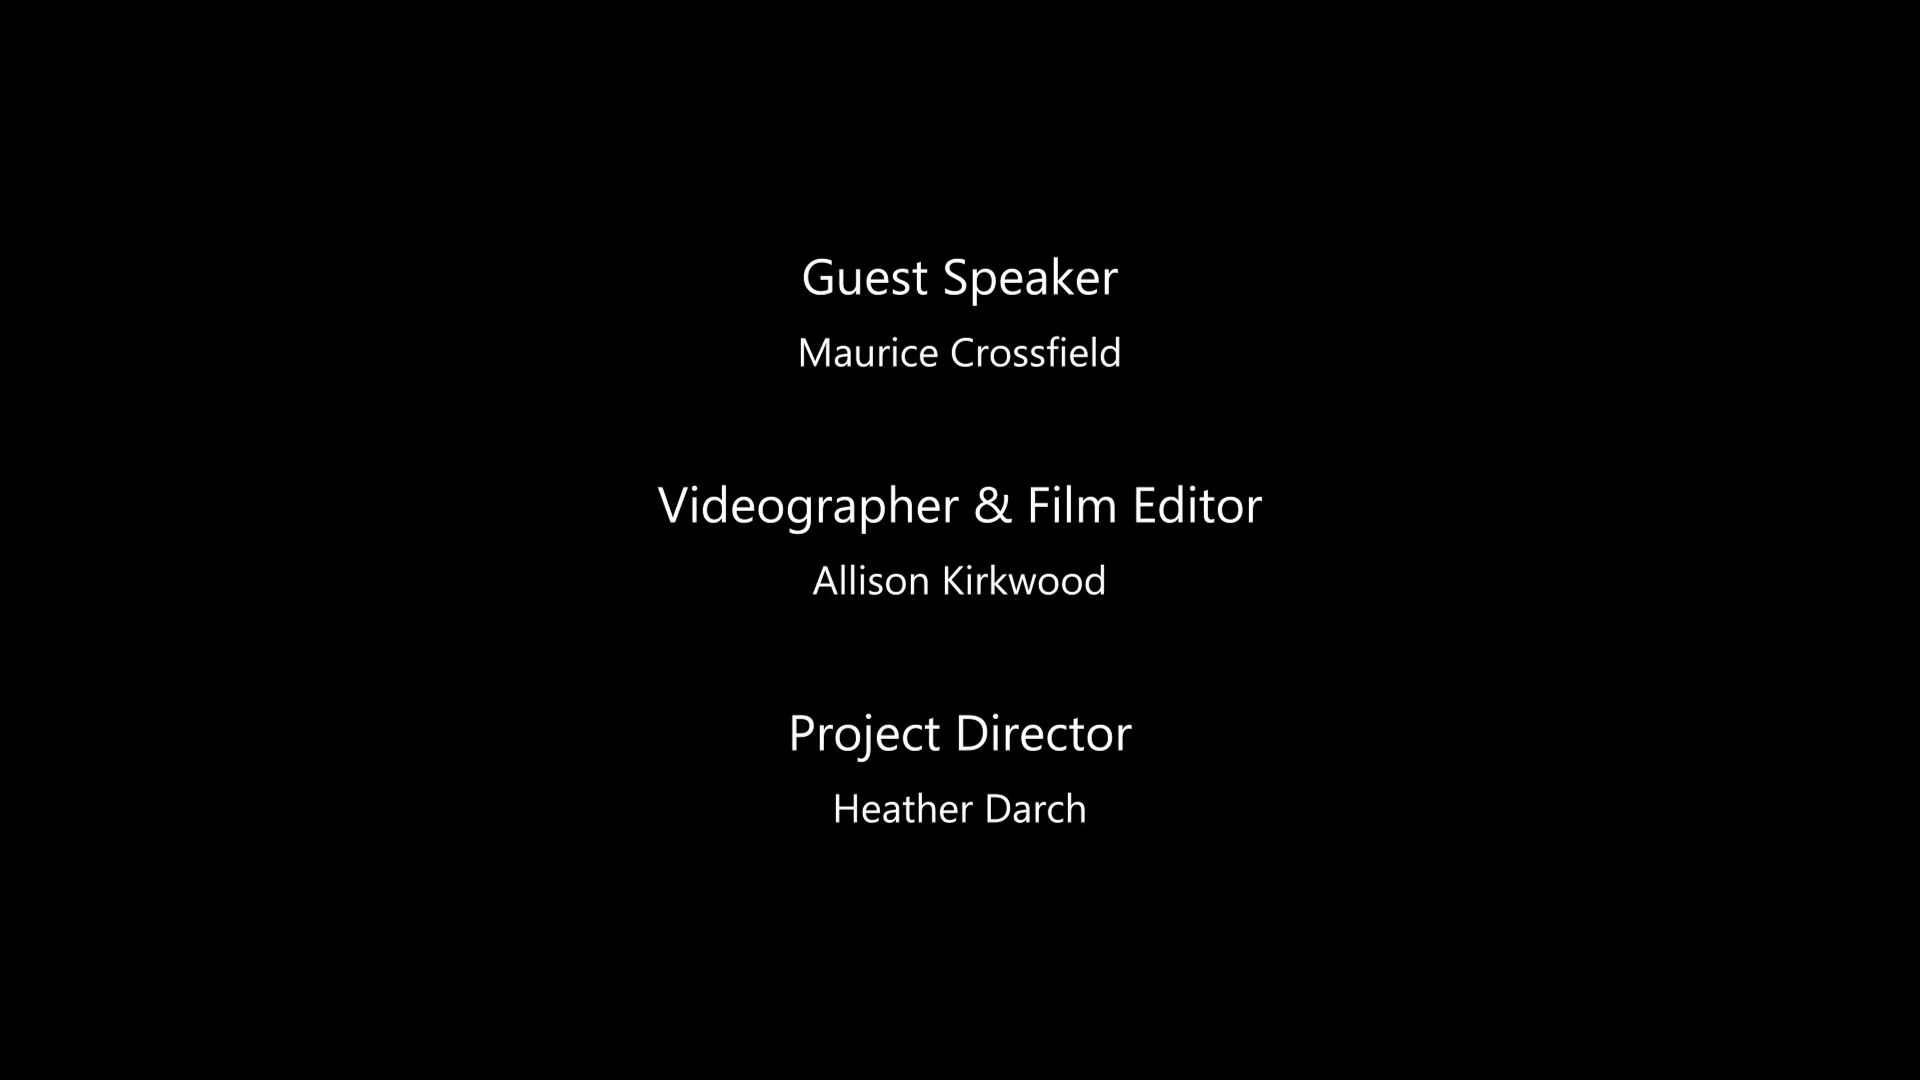 Guest Speaker
Maurice Crossfield
Videographer & Film Editor
Allison Kirkwood
Project Director
Heather Darch